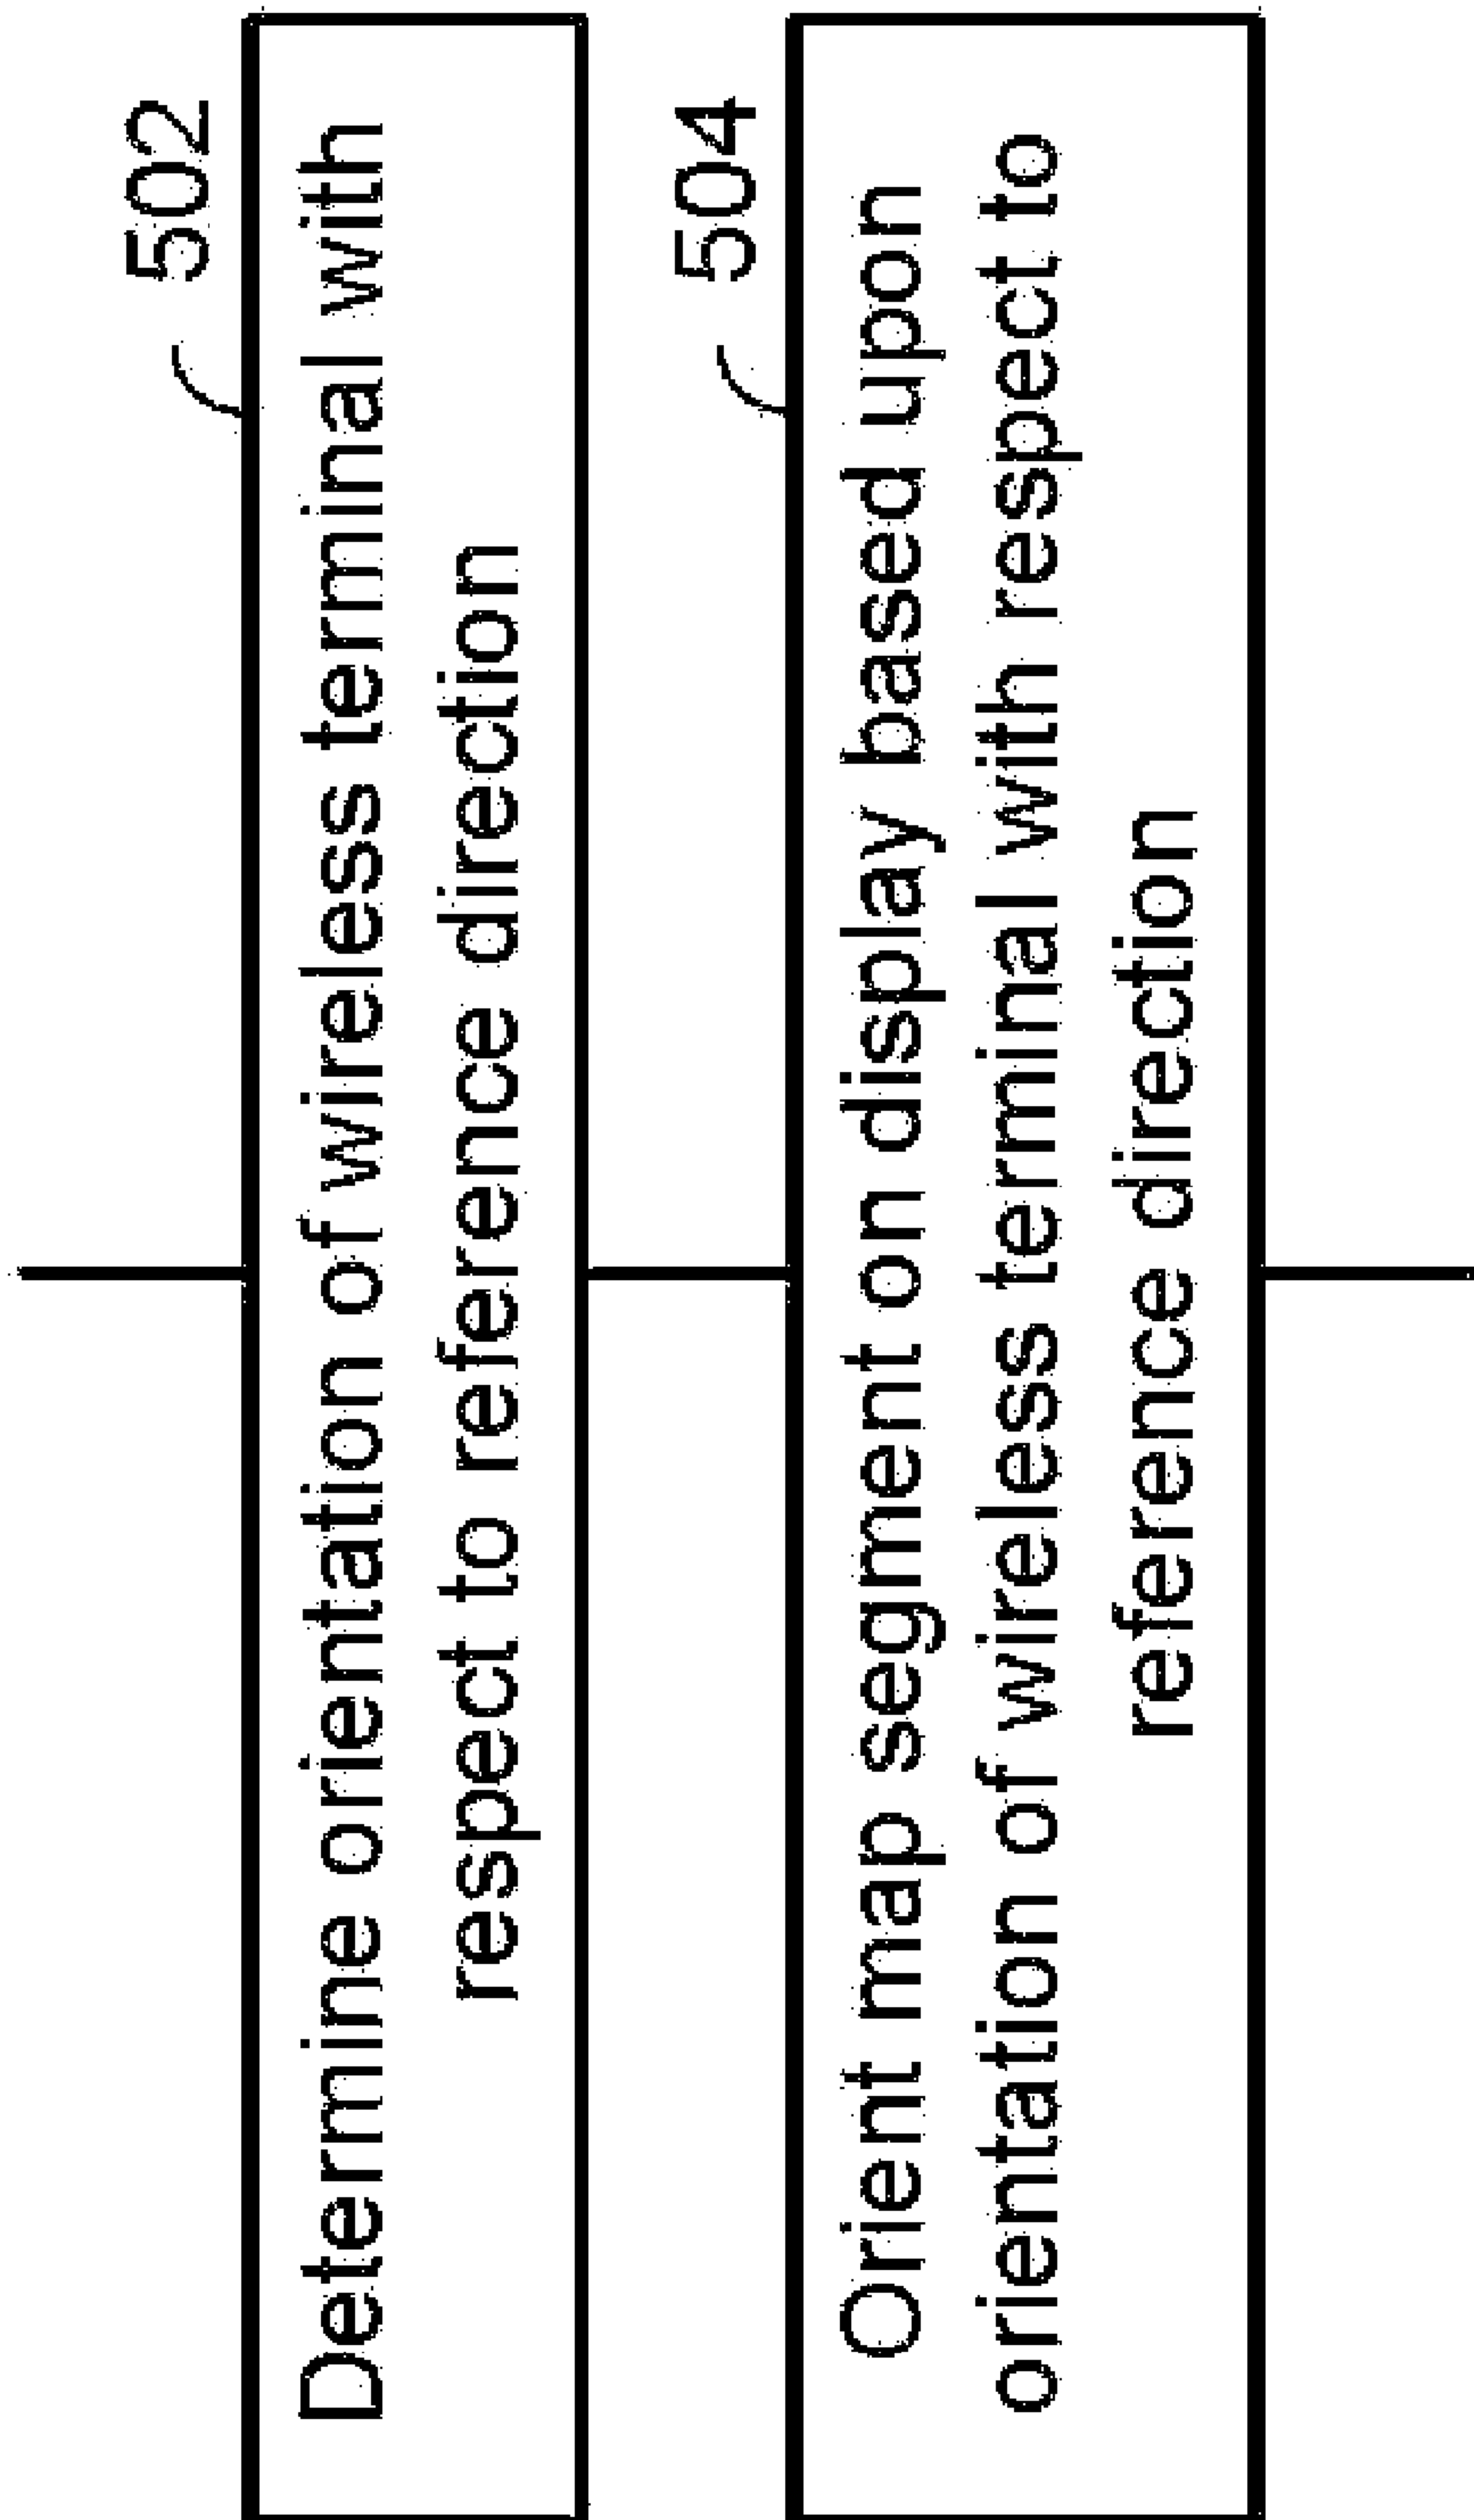 502
Determine orientation of wireless terminal with
respect to reference direction
504
Orient map segment on display based upon
orientation of wireless terminal with respect to
reference direction